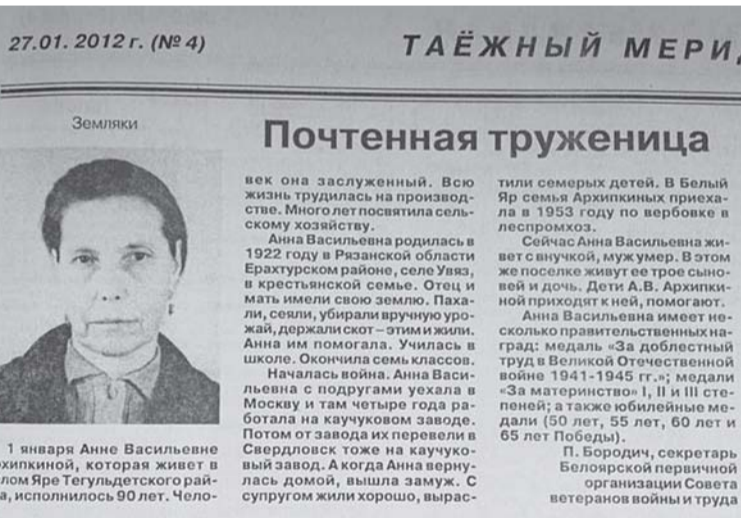 27.01. 2012 г. (№ 4)
ТАЁЖНЫЙ
Земляки
Почтенная труженица
1 января Анне Васильевне
которая живет в
Яре Тегульдетского рай-
исполнилось 90 лет. Чело-
век она заслуженный. Всю
жизнь трудилась на производ-
стве. Много лет посвятила сель-
скому хозяйству.
Анна Васильевна родилась в
1922 году в Рязанской области
Ерахтурском районе, селе Увяз,
в крестьянской семье. Отец и
мать имели свою землю. Паха-
ли, сеяли, убирали вручную уро-
жай, держали скот – этим и жили.
Анна им помогала. Училась в
школе. Окончила семь классов.
Началась война. Анна Васи-
льевна с подругами уехала в
Москву и там четыре года ра-
ботала на каучуковом заводе.
Потом от завода их перевели в
Свердловск тоже на каучуко-
вый завод. А когда Анна верну-
лась домой, вышла замуж. С
супругом жили хорошо, вырас-
тили семерых детей. В Белый
Яр семья Архипкиных приеха-
ла в 1953 году по вербовке в
леспромхоз.
Сейчас Анна Васильевна жи-
вет с внучкой, муж умер. В этом
же поселке живут ее трое сыно-
вей и дочь. Дети А.В. Архипки-
ной приходят к ней, помогают.
Анна Васильевна имеет не-
сколько правительственных на-
град: медаль «За доблестный
труд в Великой Отечественной
войне 1941-1945 гг.»; медали
«За материнство» I, II и III сте-
пеней; а также юбилейные ме-
дали (50 лет, 55 лет, 60 лет и
65 лет Победы).
П. Бородич, секретарь
Белоярской первичной
организации Совета
ветеранов войны и труда